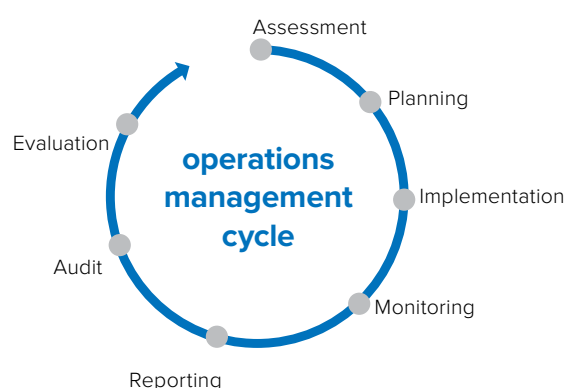 Assessment
Planning
Implementation
Monitoring
Reporting
Audit
Evaluation
operations
management
cycle